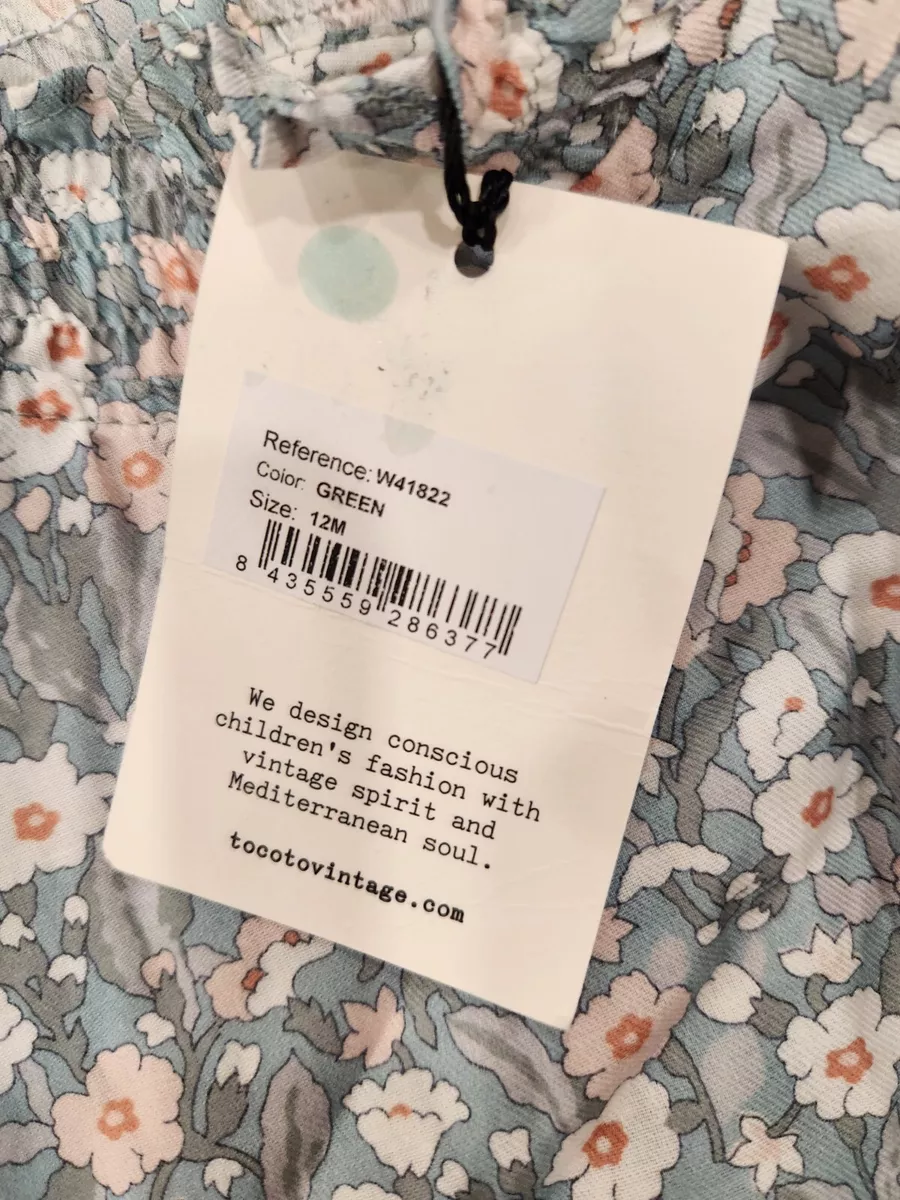 Reference: W41822
Color: GREEN
Size: 12M
8 435559 286377
We design conscious
children's fashion with
vintage spirit and
Mediterranean soul.
tocotovintage.com